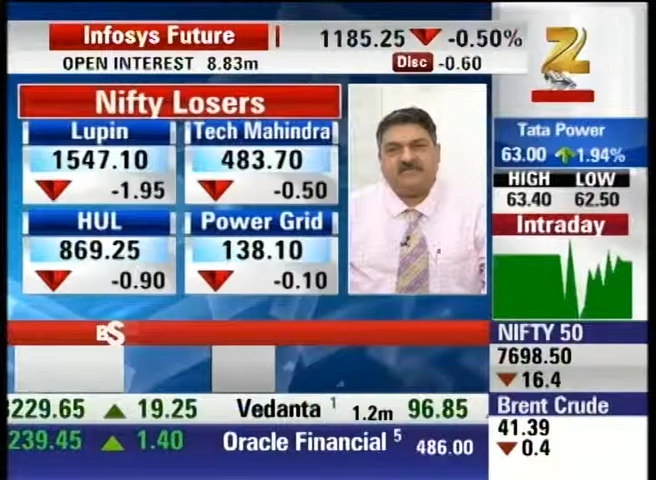 Infosys Future
1185.25 -0.50%
OPEN INTEREST 8.83m
Disc -0.60
Z
Nifty Losers
Lupin
1547.10
-1.95
Tech Mahindra
483.70
-0.50
HUL
869.25
-0.90
Power Grid
138.10
-0.10
Tata Power
63.00 1.94%
HIGH LOW
63.40 62.50
Intraday
NIFTY 50
7698.50
16.4
Brent Crude
41.39
0.4
3229.65 19.25 Vedanta 1 1.2m 96.85
239.45 1.40 Oracle Financial 5 486.00